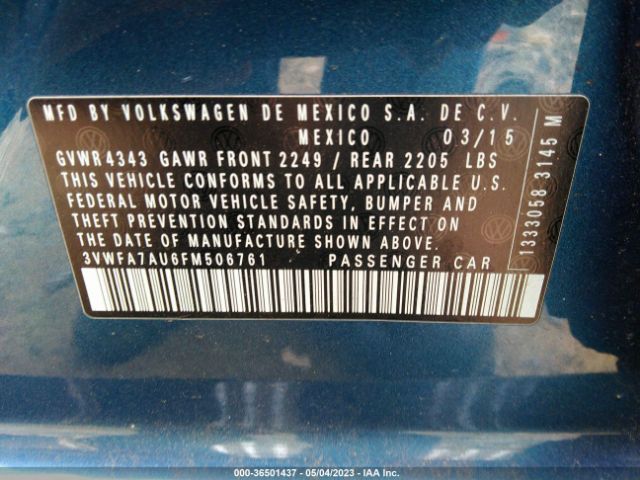 MFD BY VOLKSWAGEN DE MEXICO S.A. DE C.V.
MEXICO 03/15
GVWR 4343 GAWR FRONT 2249 / REAR 2205 LBS
THIS VEHICLE CONFORMS TO ALL APPLICABLE U.S.
FEDERAL MOTOR VEHICLE SAFETY, BUMPER AND
THEFT PREVENTION STANDARDS IN EFFECT ON
THE DATE OF MANUFACTURE SHOWN ABOVE.
3VWFA7AU6FM506761 PASSENGER CAR
1333058 3145 M
000-36501437 - 05/04/2023 - IAA Inc.